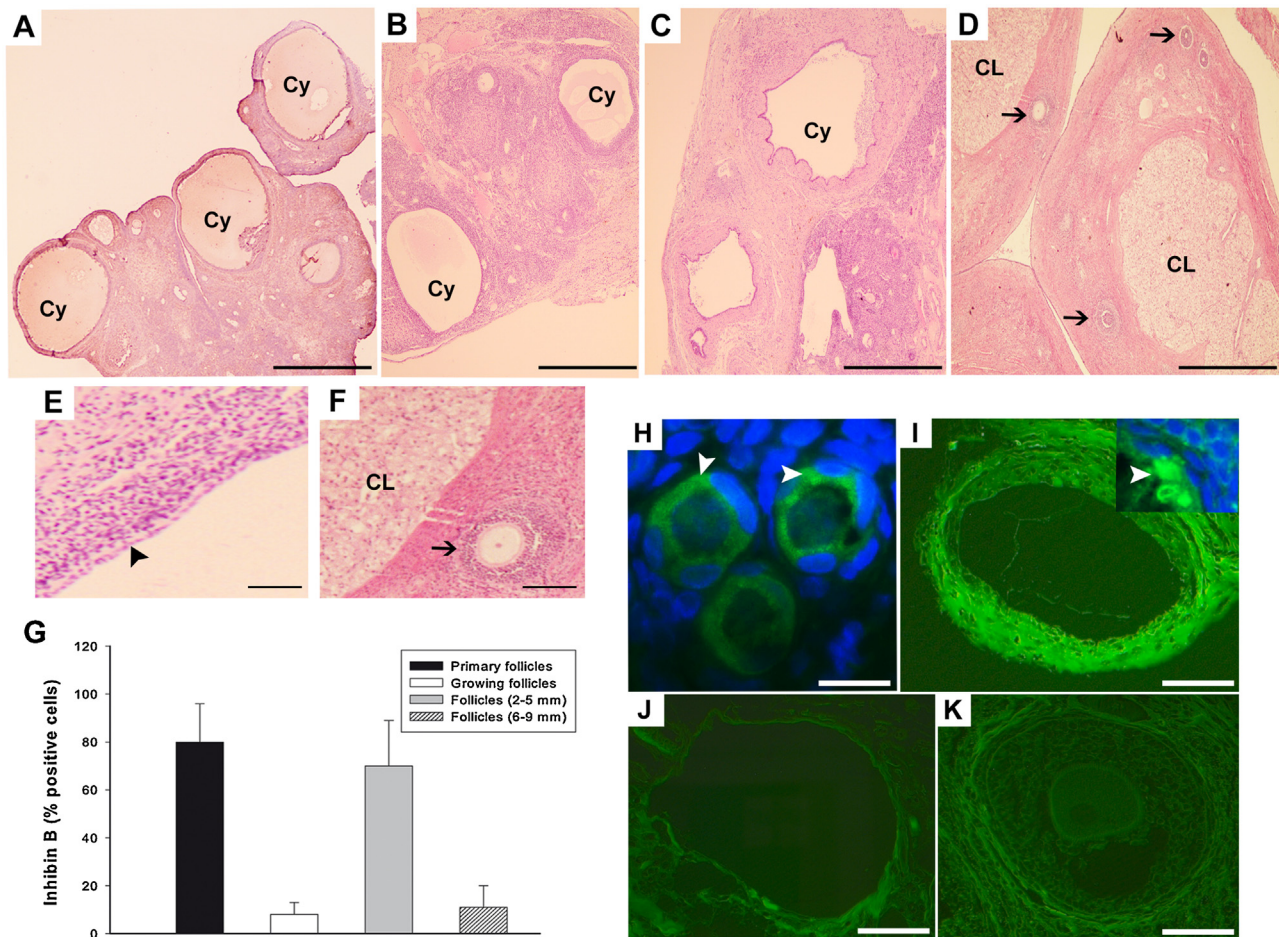 A
Cy
Cy
Cy
B
Cy
Cy
C
Cy
D
CL
CL
E
F
CL
G
Inhibin B (% positive cells)
120
100
80
60
40
20
0
Primary follicles
Growing follicles
Follicles (2-5 mm)
Follicles (6-9 mm)
H
I
J
K